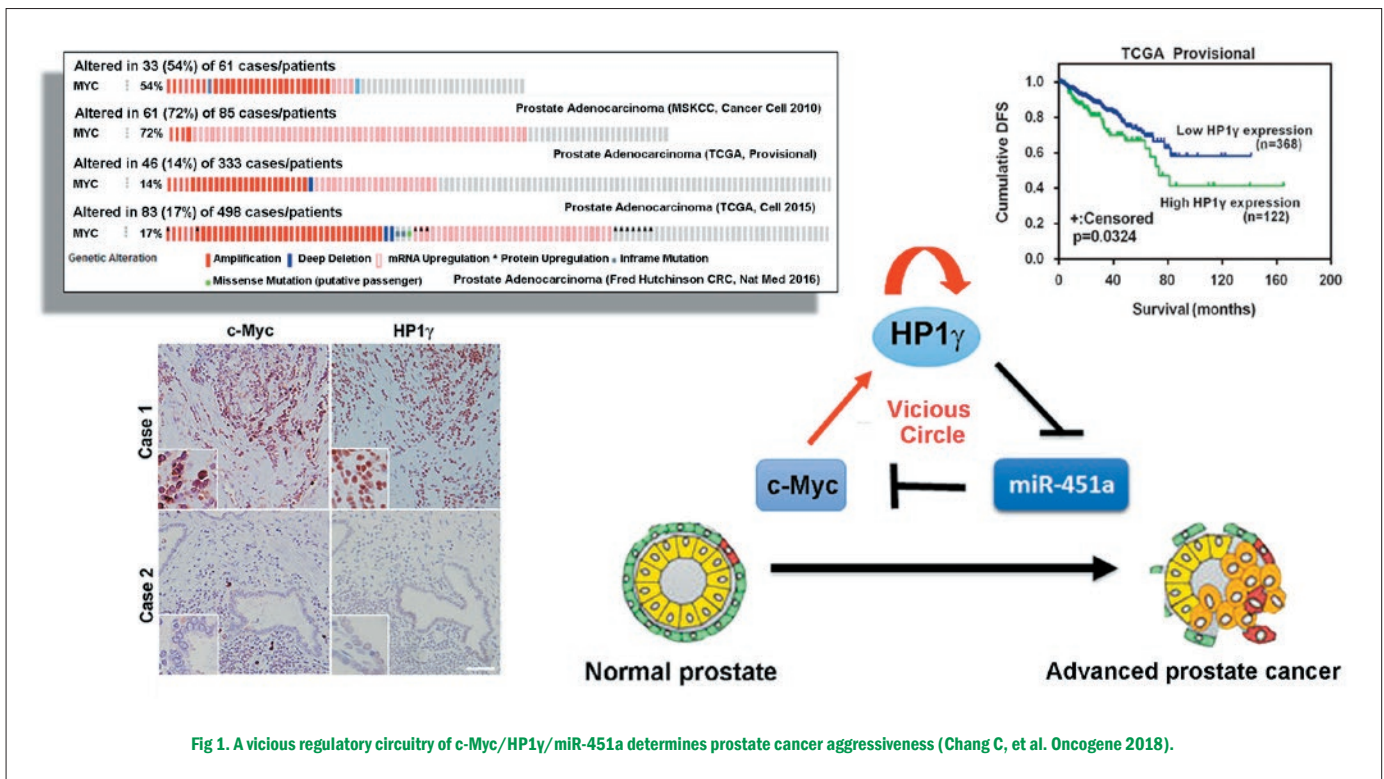 Altered in 33 (54%) of 61 cases/patients
MYC 54%
Prostate Adenocarcinoma (MSKCC, Cancer Cell 2010)
Altered in 61 (72%) of 85 cases/patients
MYC 72%
Prostate Adenocarcinoma (TCGA, Provisional)
Altered in 46 (14%) of 333 cases/patients
MYC 14%
Prostate Adenocarcinoma (TCGA, Cell 2015)
Altered in 83 (17%) of 498 cases/patients
MYC 17%
Genetic Alteration Amplification Deep Deletion mRNA Upregulation Protein Upregulation Inframe Mutation
Missense Mutation (putative passenger)
Prostate Adenocarcinoma (Fred Hutchinson CRC, Nat Med 2016)
TCGA Provisional
Cumulative DFS
1.0
0.8
0.6
0.4
0.2
0.0
Low HP1γ expression
(n=368)
High HP1γ expression
(n=122)
+:Censored
p=0.0324
0 40 80 120 160 200
Survival (months)
c-Myc HP1γ
Case 1
Case 2
HP1γ
Vicious
Circle
c-Myc
miR-451a
Normal prostate
Advanced prostate cancer
Fig 1. A vicious regulatory circuitry of c-Myc/HP1γ/miR-451a determines prostate cancer aggressiveness (Chang C, et al. Oncogene 2018).